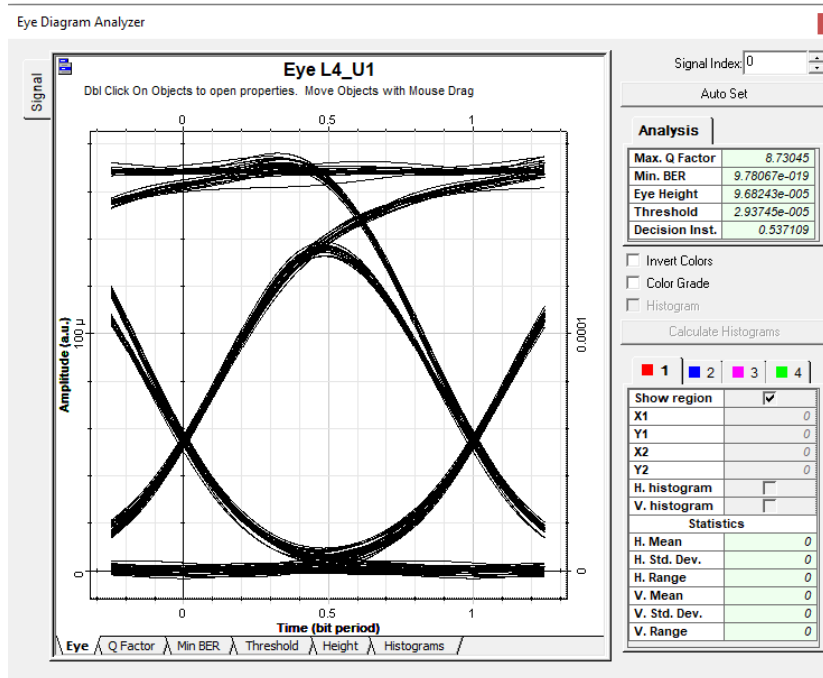 Eye Diagram Analyzer
Signal
Eye L4_U1
Dbl Click On Objects to open properties. Move Objects with Mouse Drag
0 0.5 1
Amplitude (a.u.)
100 µ
0
0.0001
0
0 0.5 1
Time (bit period)
Eye Q Factor Min BER Threshold Height Histograms
Signal Index: 0
Auto Set
Analysis
Max. Q Factor 8.73045
Min. BER 9.78067e-019
Eye Height 9.68243e-005
Threshold 2.93745e-005
Decision Inst. 0.537109
Invert Colors
Color Grade
Histogram
Calculate Histograms
1 2 3 4
Show region
X1 0
Y1 0
X2 0
Y2 0
H. histogram
V. histogram
Statistics
H. Mean 0
H. Std. Dev. 0
H. Range 0
V. Mean 0
V. Std. Dev. 0
V. Range 0